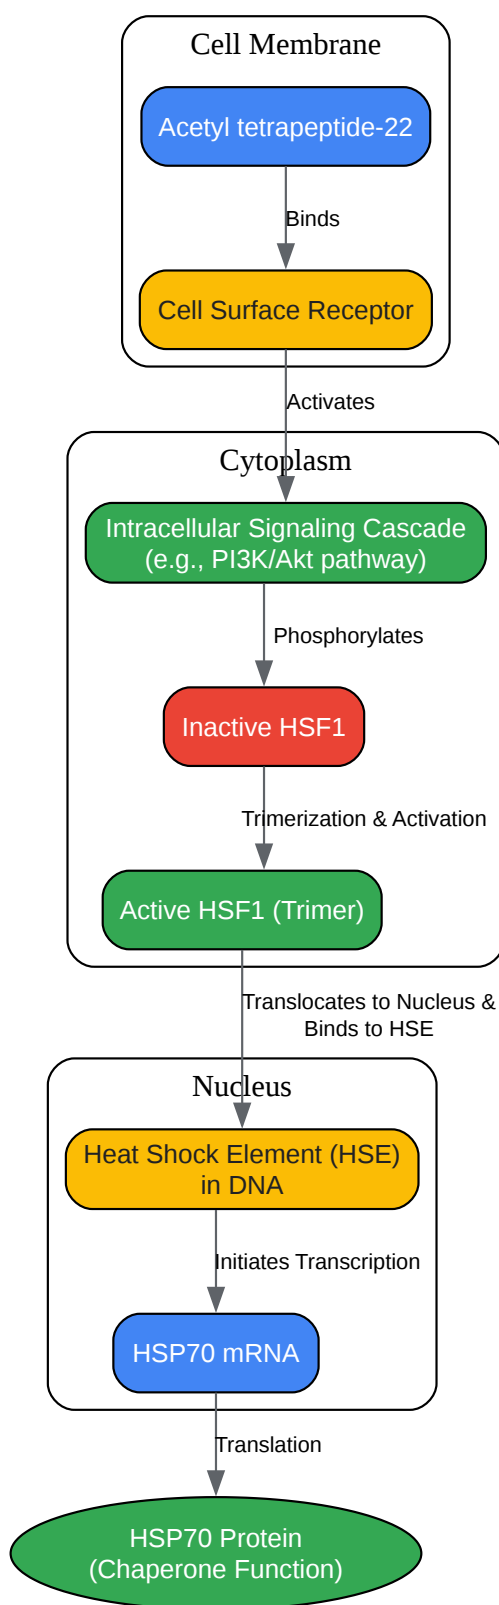 Cell Membrane
Acetyl tetrapeptide-22
Binds
Cell Surface Receptor
Activates
Cytoplasm
Intracellular Signaling Cascade
(e.g., PI3K/Akt pathway)
Phosphorylates
Inactive HSF1
Trimerization & Activation
Active HSF1 (Trimer)
Translocates to Nucleus &
Binds to HSE
Nucleus
Heat Shock Element (HSE)
in DNA
Initiates Transcription
HSP70 mRNA
Translation
HSP70 Protein
(Chaperone Function)